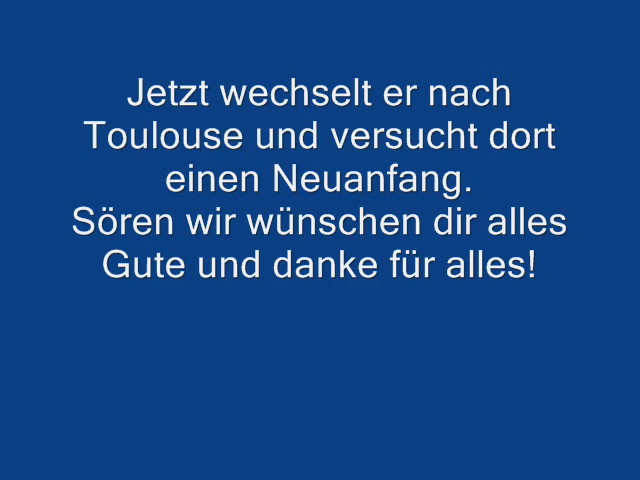 Jetzt wechselt er nach
Toulouse und versucht dort
einen Neuanfang.
Sören wir wünschen dir alles
Gute und danke für alles!